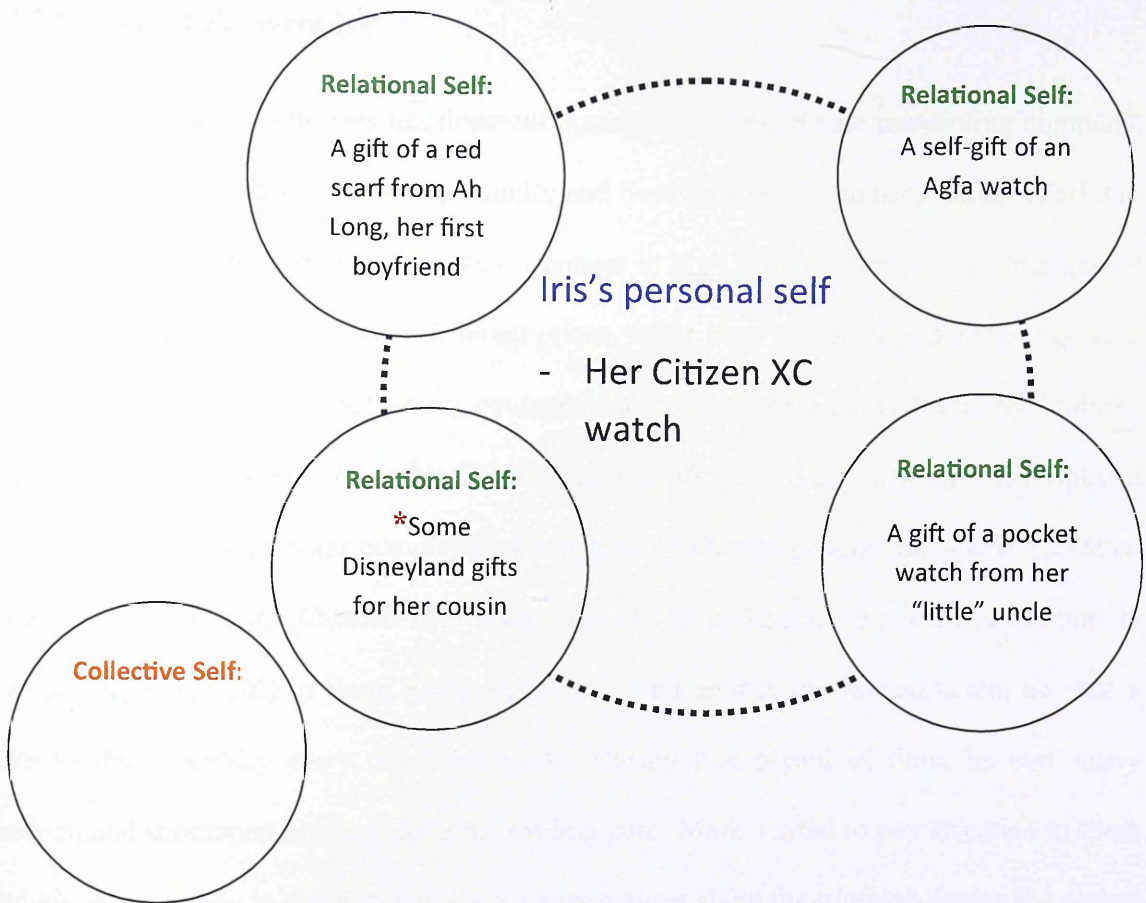 Relational Self:
A gift of a red
scarf from Ah
Long, her first
boyfriend
Relational Self:
A self-gift of an
Agfa watch
Iris's personal self
- Her Citizen XC
watch
Relational Self:
*Some
Disneyland gifts
for her cousin
Relational Self:
A gift of a pocket
watch from her
"little" uncle
Collective Self: